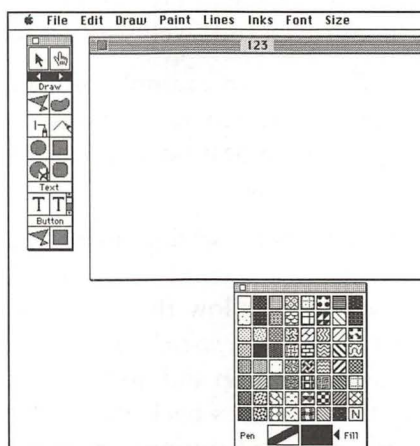 File Edit Draw Paint Lines Inks Font Size
123
Draw
Text
T T
Button
N
Pen Fill